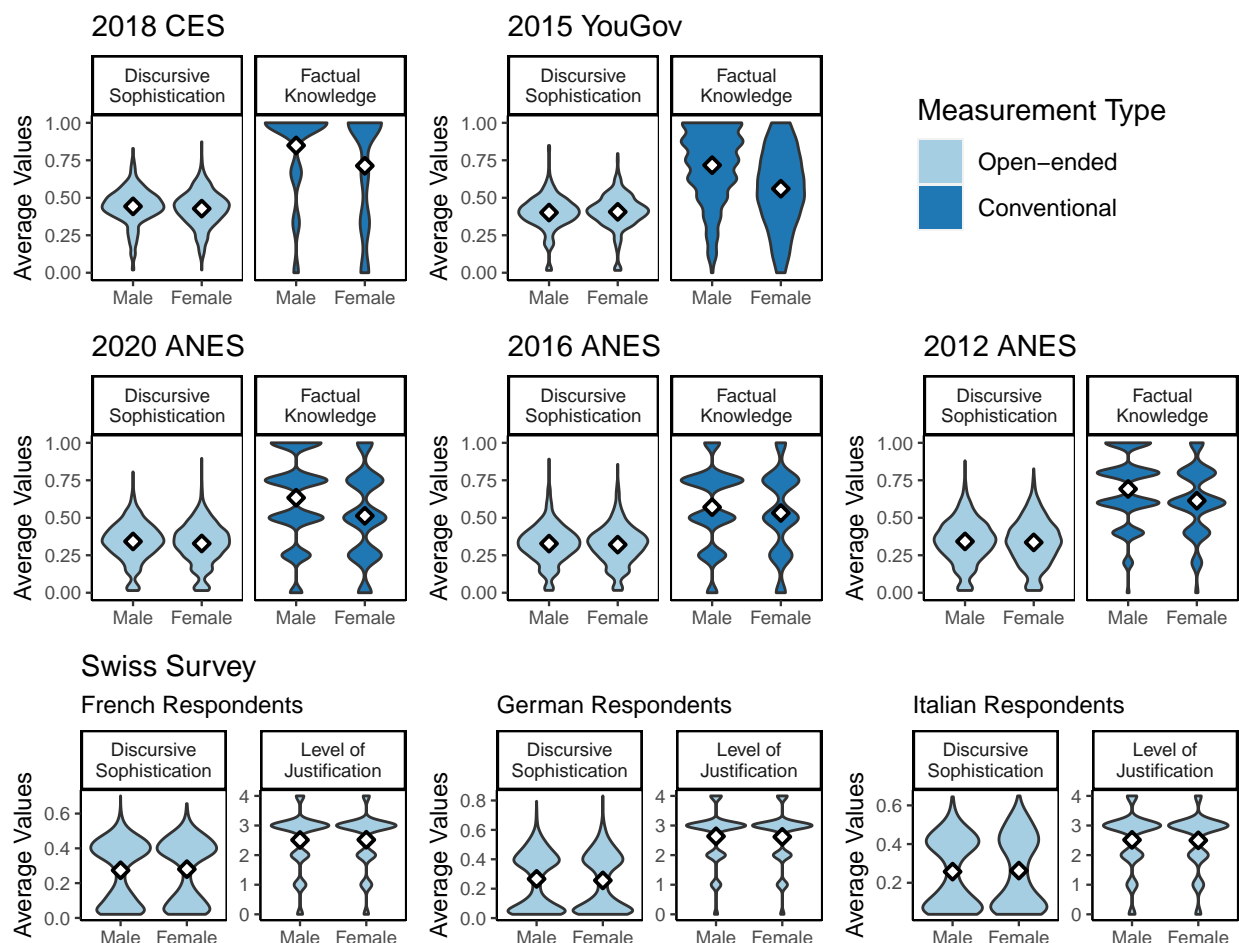 2018 CES
2015 YouGov
Discursive
Sophistication
Factual
Knowledge
Discursive
Sophistication
Factual
Knowledge
Average Values
1.00
0.75
0.50
0.25
0.00
Male Female
Male Female
Average Values
1.00
0.75
0.50
0.25
0.00
Male Female
Male Female
Measurement Type
Open−ended
Conventional
2020 ANES
2016 ANES
2012 ANES
Discursive
Sophistication
Factual
Knowledge
Discursive
Sophistication
Factual
Knowledge
Discursive
Sophistication
Factual
Knowledge
Average Values
1.00
0.75
0.50
0.25
0.00
Male Female
Male Female
Average Values
1.00
0.75
0.50
0.25
0.00
Male Female
Male Female
Average Values
1.00
0.75
0.50
0.25
0.00
Male Female
Male Female
Swiss Survey
French Respondents
German Respondents
Italian Respondents
Discursive
Sophistication
Level of
Justification
Discursive
Sophistication
Level of
Justification
Discursive
Sophistication
Level of
Justification
Average Values
0.6
0.4
0.2
0.0
Male Female
4
3
2
1
0
Male Female
Average Values
0.8
0.6
0.4
0.2
0.0
Male Female
4
3
2
1
0
Male Female
Average Values
0.6
0.4
0.2
Male Female
4
3
2
1
0
Male Female